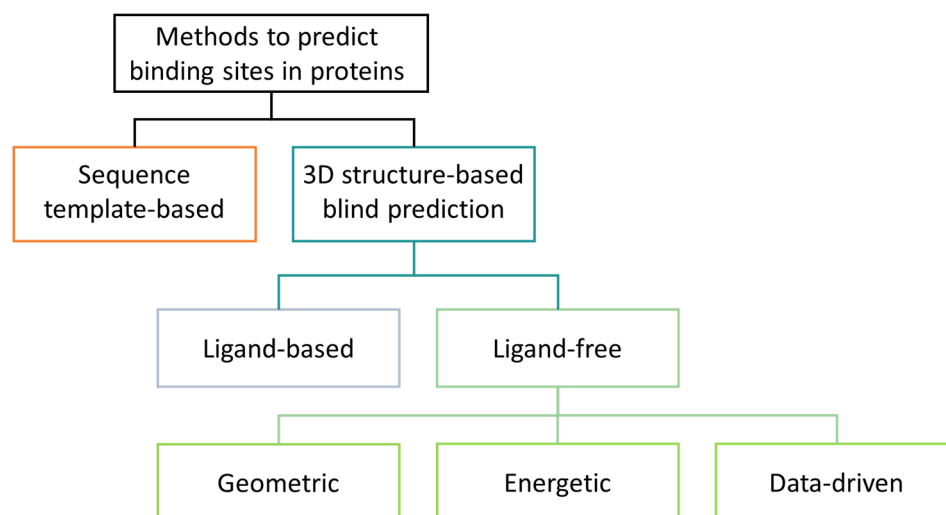 Methods to predict
binding sites in proteins
Sequence
template-based
3D structure-based
blind prediction
Ligand-based
Ligand-free
Geometric
Energetic
Data-driven